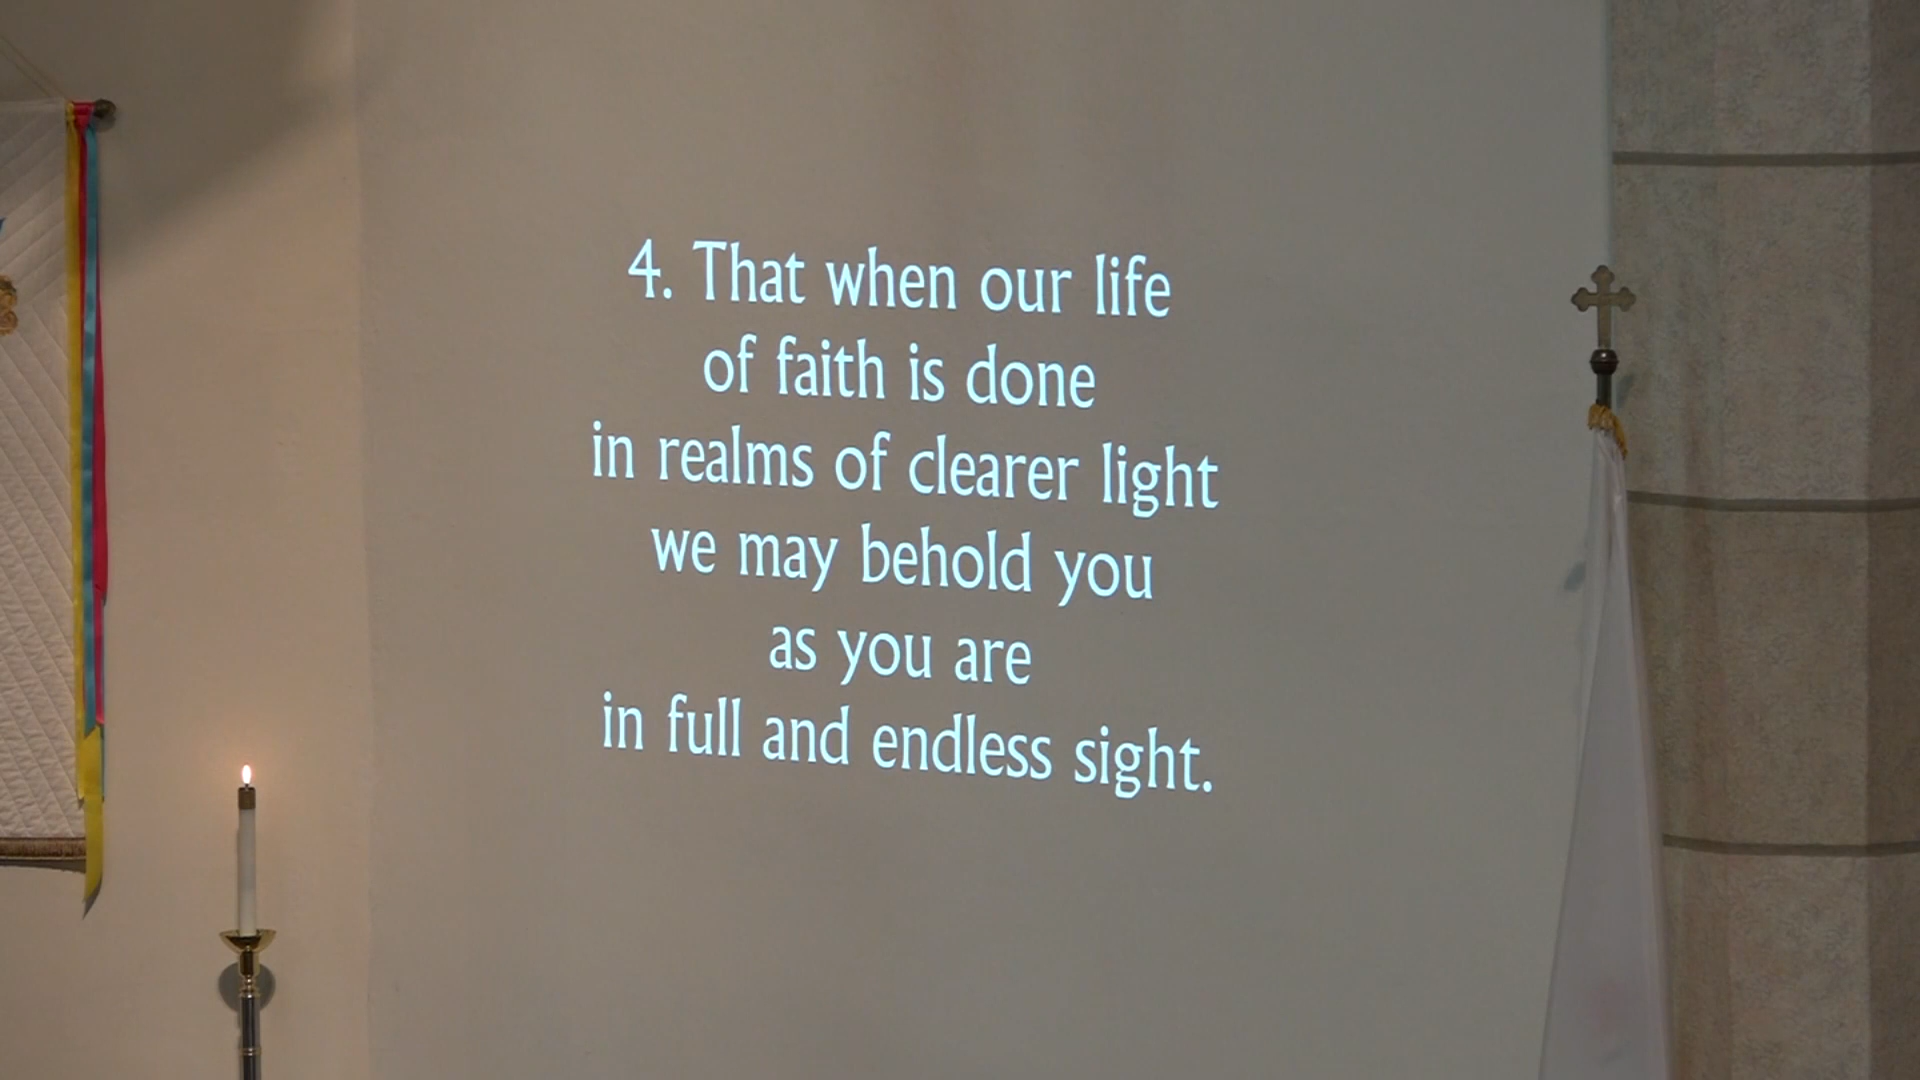 4. That when our life
of faith is done
in realms of clearer light
we may behold you
as you are
in full and endless sight.